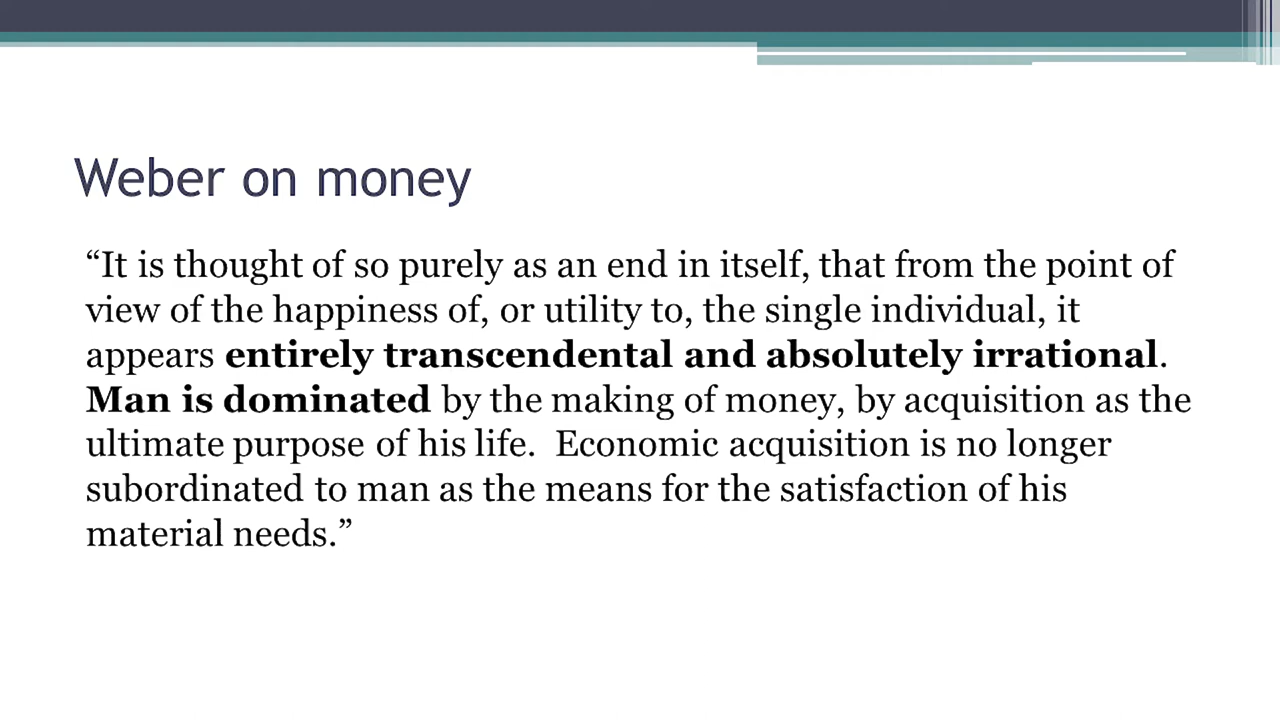 Weber on money
“It is thought of so purely as an end in itself, that from the point of
view of the happiness of, or utility to, the single individual, it
appears entirely transcendental and absolutely irrational.
Man is dominated by the making of money, by acquisition as the
ultimate purpose of his life.  Economic acquisition is no longer
subordinated to man as the means for the satisfaction of his
material needs.”